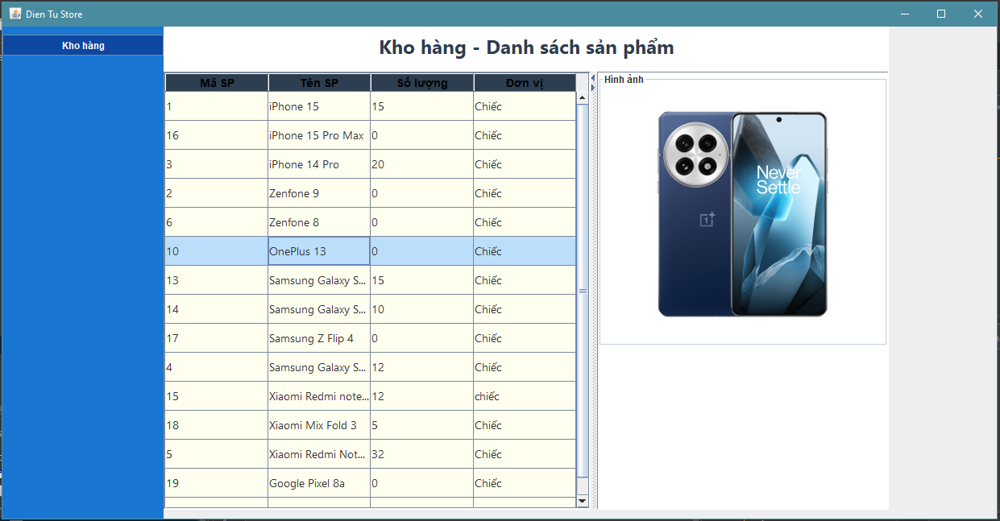 Dien Tu Store
Kho hàng
Kho hàng - Danh sách sản phẩm
Mã SP Tên SP Số lượng Đơn vị
1 iPhone 15 15 Chiếc
16 iPhone 15 Pro Max 0 Chiếc
3 iPhone 14 Pro 20 Chiếc
2 Zenfone 9 0 Chiếc
6 Zenfone 8 0 Chiếc
10 OnePlus 13 0 Chiếc
13 Samsung Galaxy S... 15 Chiếc
14 Samsung Galaxy S... 10 Chiếc
17 Samsung Z Flip 4 0 Chiếc
4 Samsung Galaxy S... 12 Chiếc
15 Xiaomi Redmi note... 12 chiếc
18 Xiaomi Mix Fold 3 5 Chiếc
5 Xiaomi Redmi Not... 32 Chiếc
19 Google Pixel 8a 0 Chiếc
Hình ảnh
Never
Settle
1+